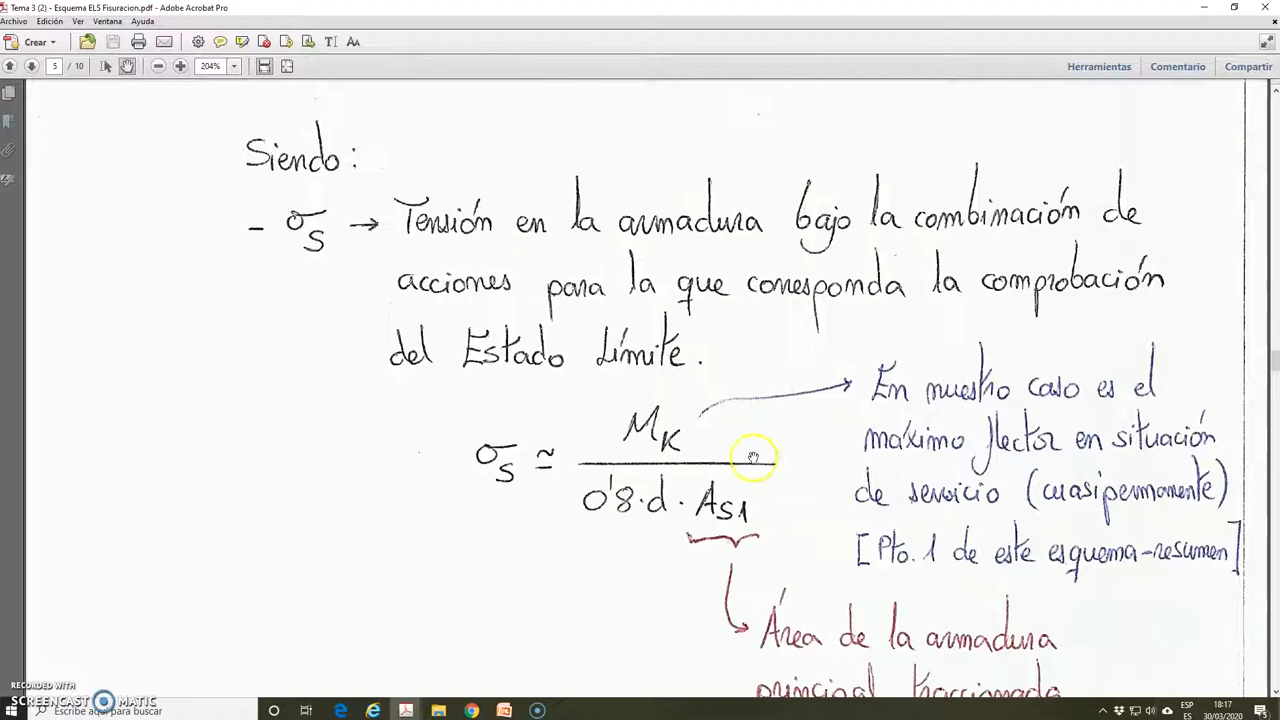 Tema 3 (2) - Esquema ELS Fisuracion.pdf - Adobe Acrobat Pro
Archivo Edición Ver Ventana Ayuda
Crear
5 / 10 204% Herramientas Comentario Compartir
Siendo:
- σs → Tensión en la armadura bajo la combinación de
acciones para la que corresponda la comprobación
del Estado Límite.
σs ≃ MK / 0'8·d·AS1
En nuestro caso es el
máximo flector en situación
de servicio (cuasipermanente)
[Pto. 1 de este esquema-resumen]
Área de la armadura
principal traccionada
RECORDED WITH
SCREENCAST MATIC
Escribe aquí para buscar
ESP 18:17
ES 30/03/2020